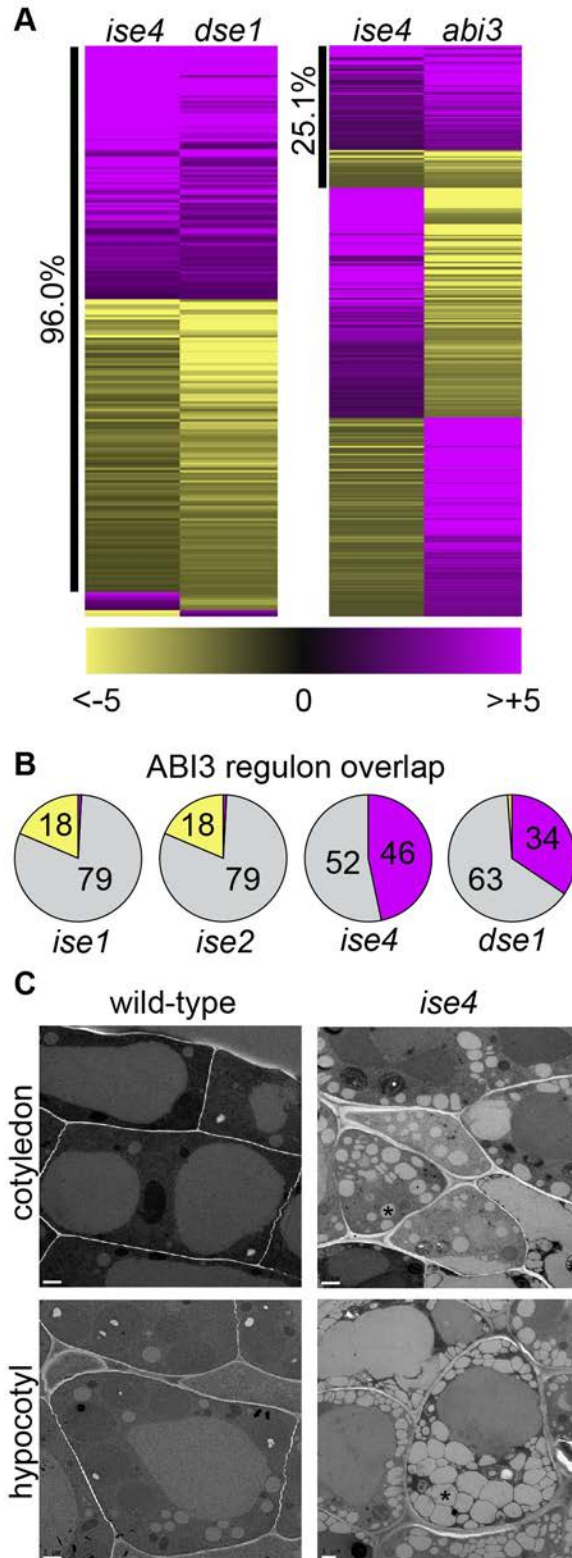 A
ise4 dse1
ise4 abi3
96.0%
25.1%
<-5 0 >+5
B ABI3 regulon overlap
18 79
18 79
52 46
63 34
ise1 ise2 ise4 dse1
C wild-type ise4
cotyledon
*
hypocotyl
*